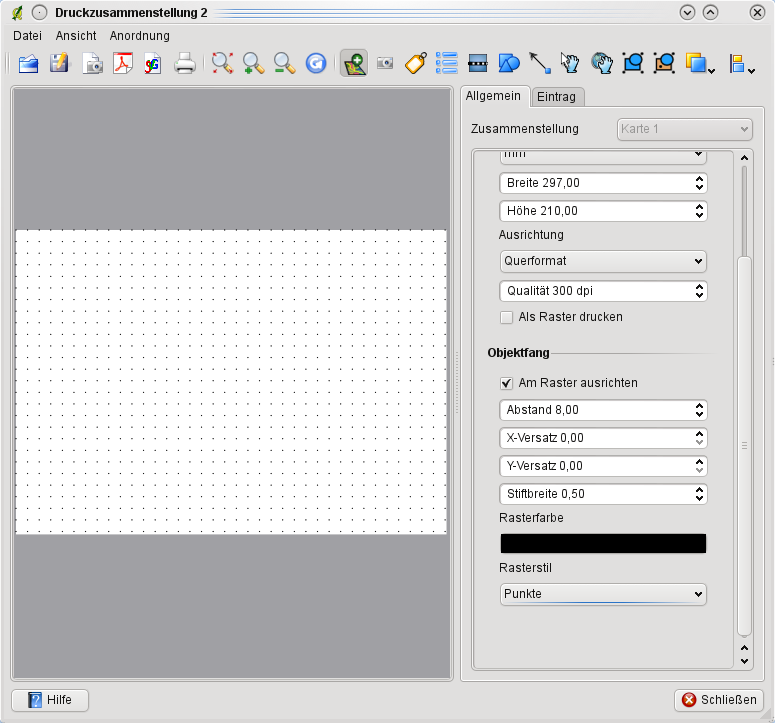 Druckzusammenstellung 2
Datei Ansicht Anordnung
Allgemein Eintrag
Zusammenstellung Karte 1
mm
Breite 297,00
Höhe 210,00
Ausrichtung
Querformat
Qualität 300 dpi
Als Raster drucken
Objektfang
Am Raster ausrichten
Abstand 8,00
X-Versatz 0,00
Y-Versatz 0,00
Stiftbreite 0,50
Rasterfarbe
Rasterstil
Punkte
Hilfe Schließen